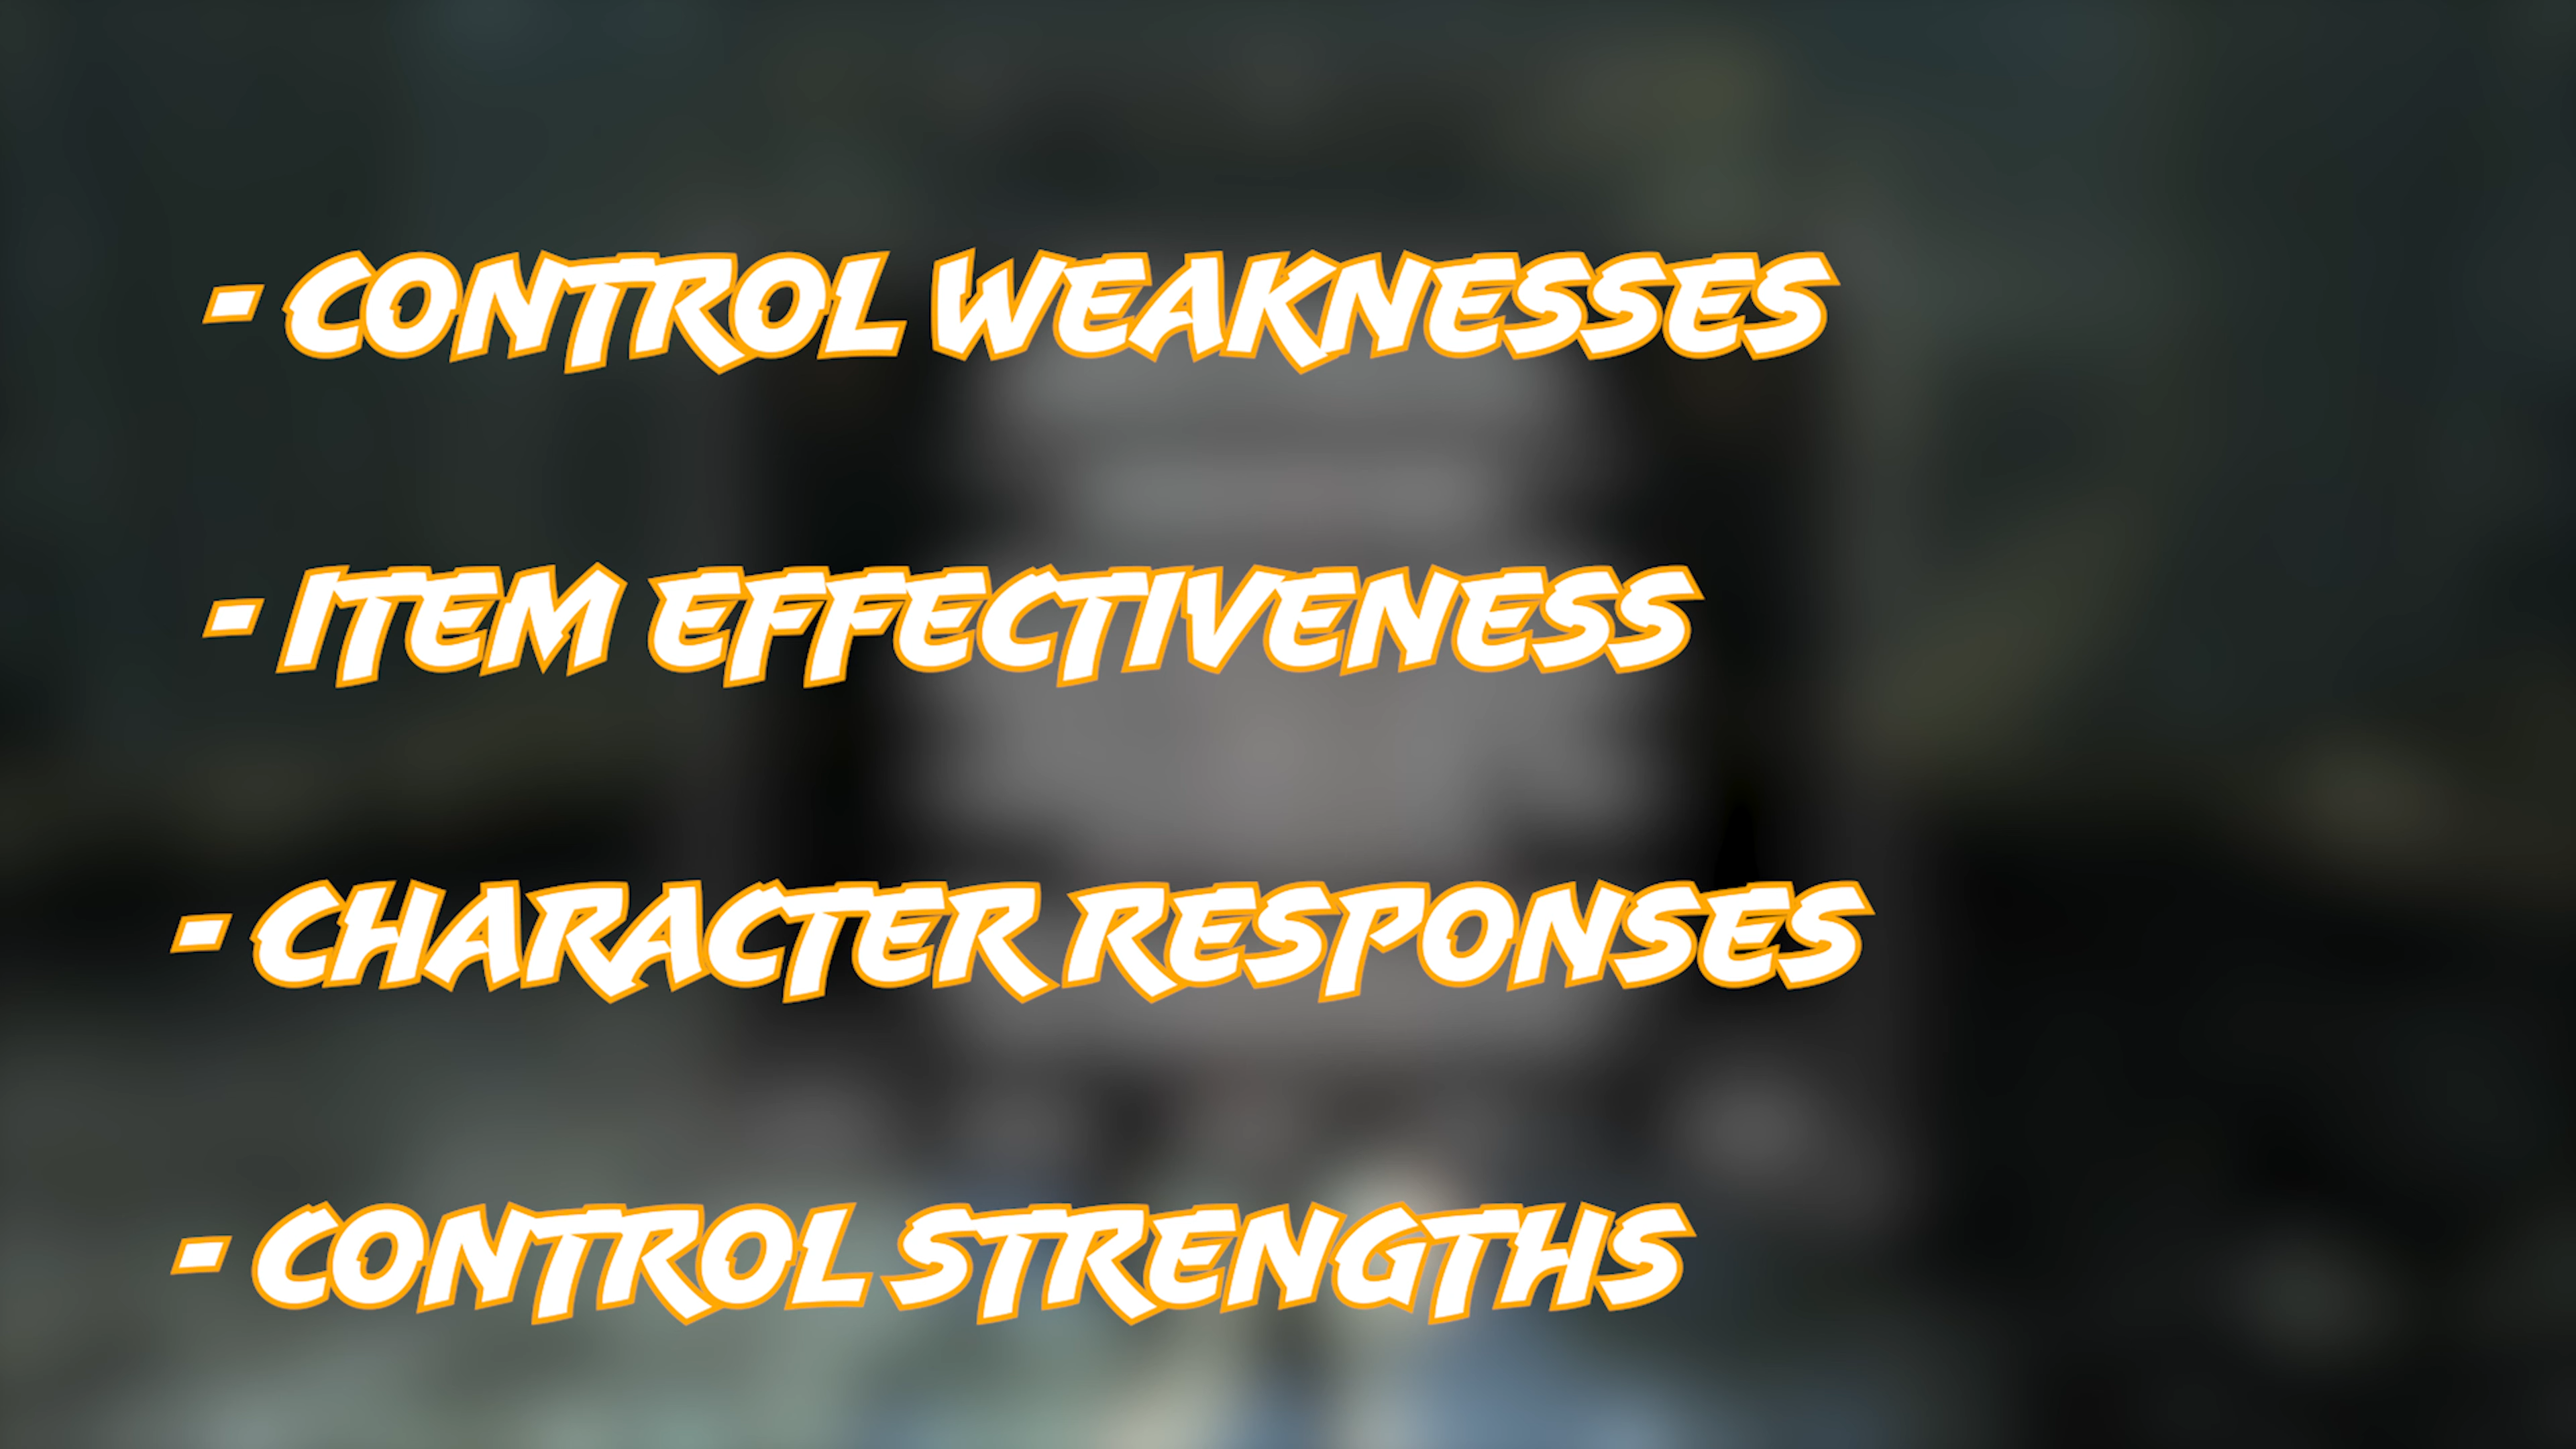 - CONTROL WEAKNESSES
- ITEM EFFECTIVENESS
- CHARACTER RESPONSES
- CONTROL STRENGTHS